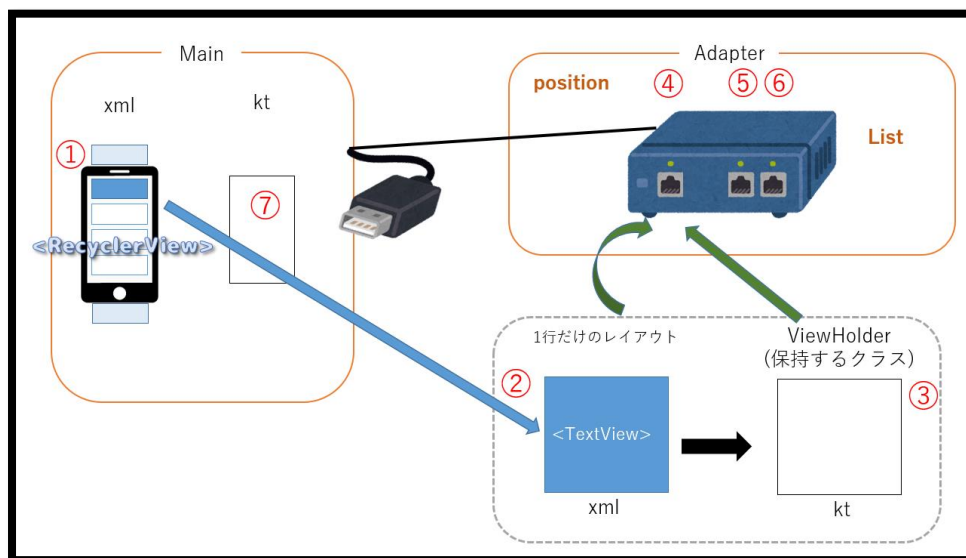 Main
xml
kt
①
⑦
<RecyclerView>
Adapter
position
④
⑤
⑥
List
1行だけのレイアウト
ViewHolder
(保持するクラス)
②
③
<TextView>
xml
kt